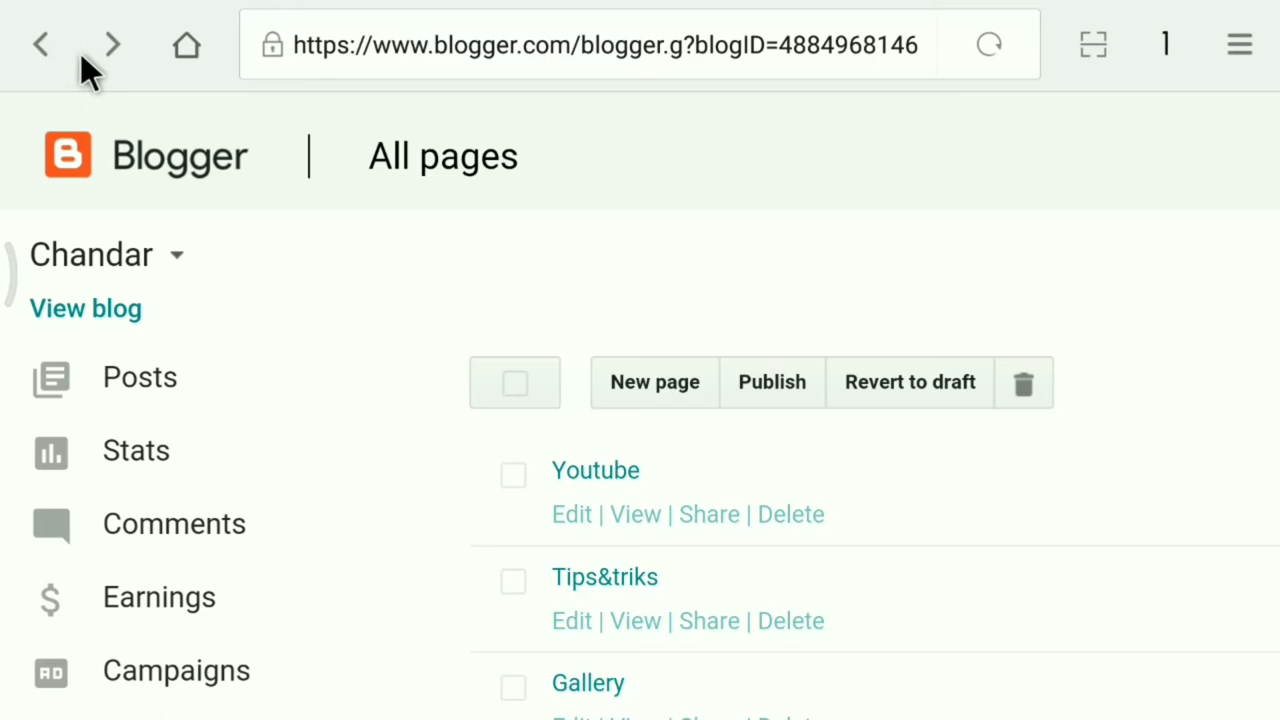 https://www.blogger.com/blogger.g?blogID=4884968146
1
Blogger
All pages
Chandar
View blog
Posts
Stats
Comments
Earnings
AD Campaigns
New page Publish Revert to draft
Youtube
Edit | View | Share | Delete
Tips&triks
Edit | View | Share | Delete
Gallery